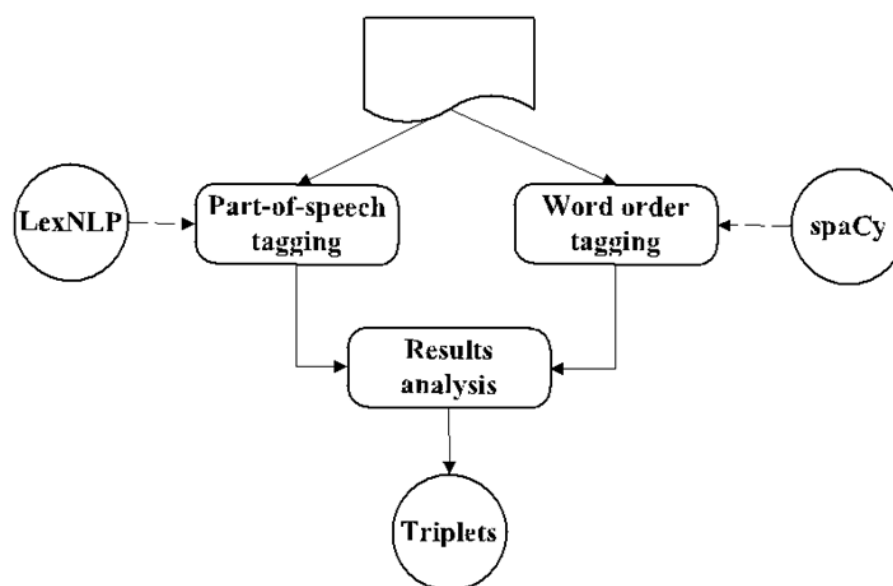 LexNLP
Part-of-speech
tagging
Word order
tagging
spaCy
Results
analysis
Triplets